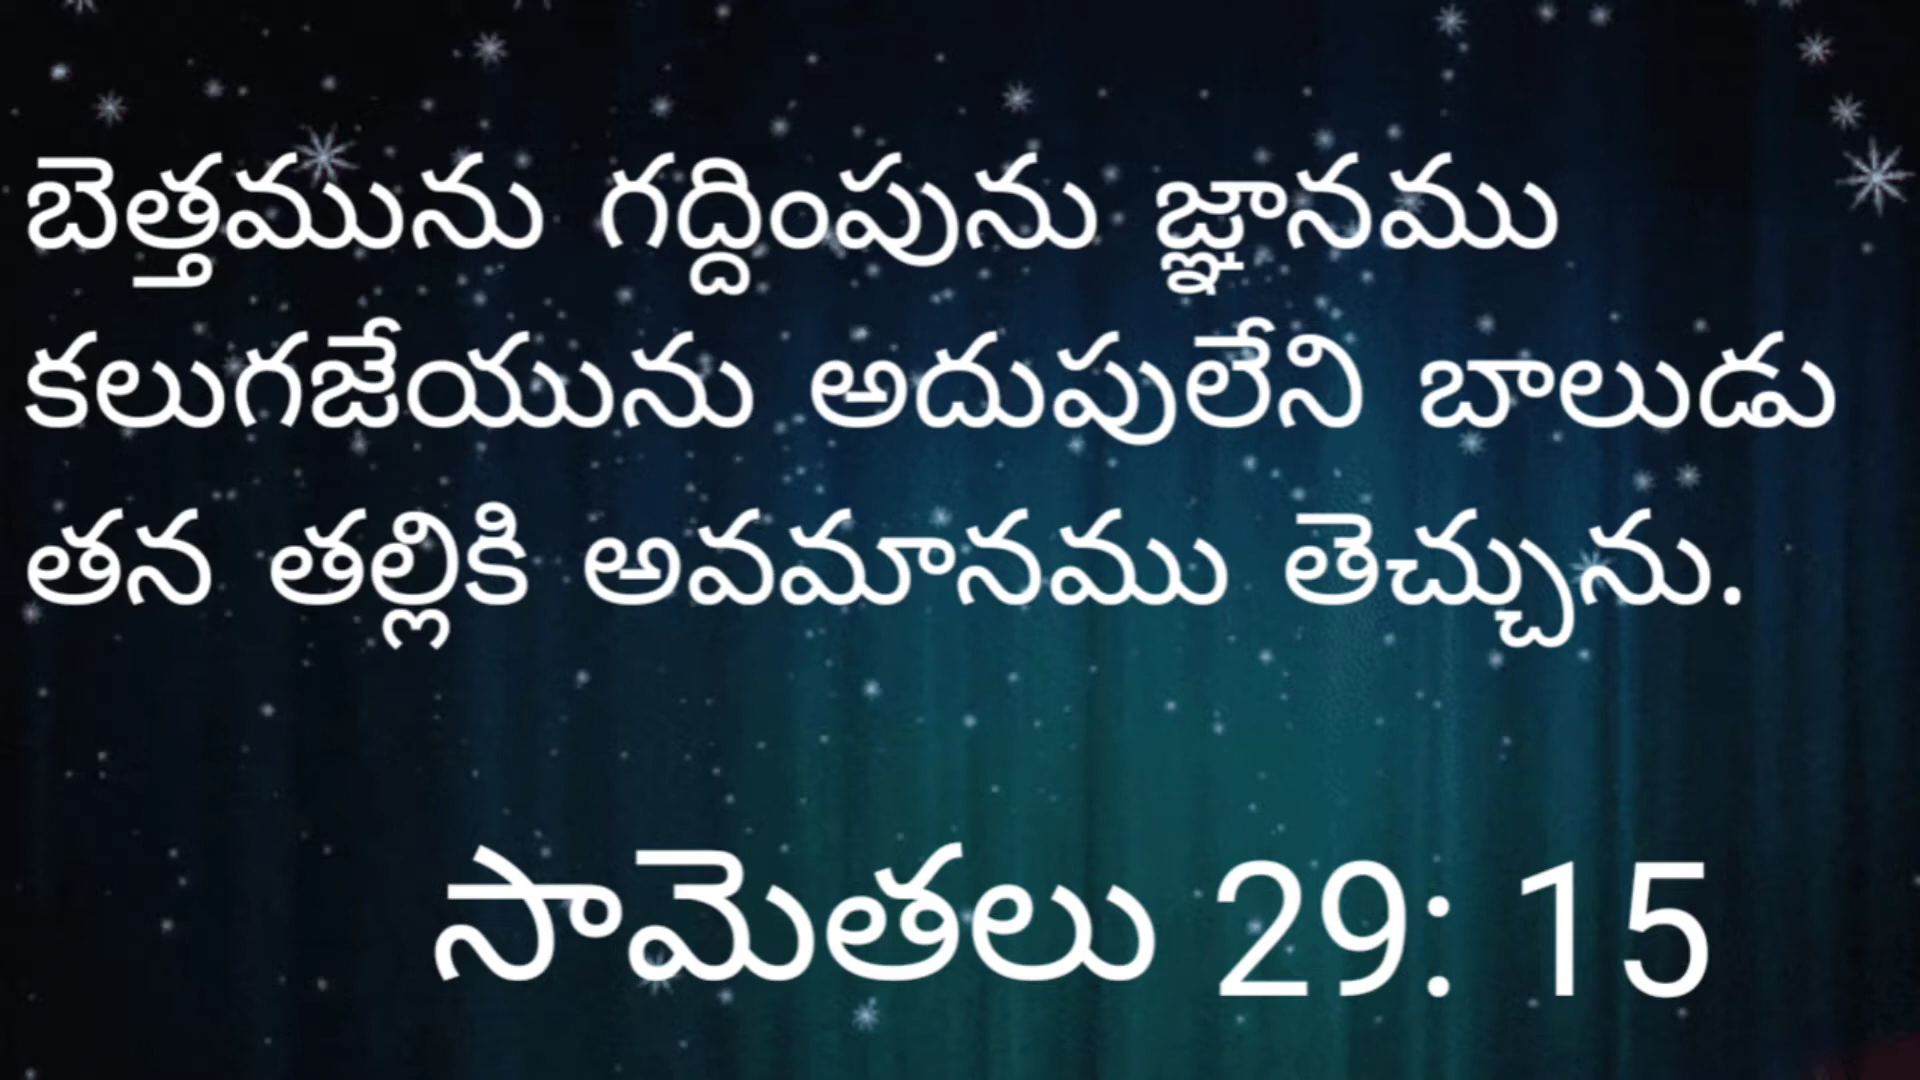 బెత్తమును గద్దింపును జ్ఞానము
కలుగజేయును అదుపులేని బాలుడు
తన తల్లికి అవమానము తెచ్చును.
సామెతలు 29: 15